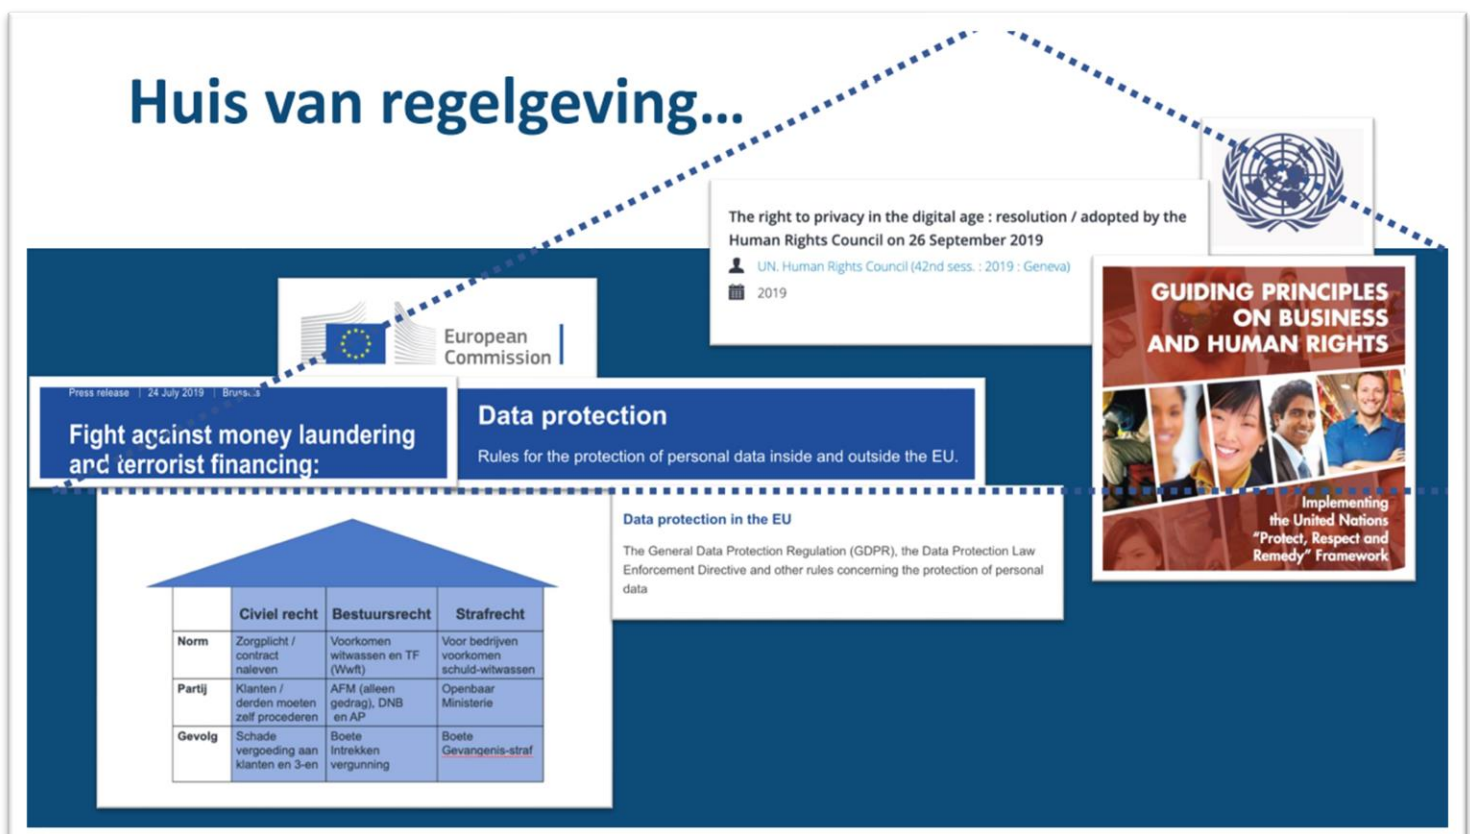 Huis van regelgeving...
The right to privacy in the digital age : resolution / adopted by the
Human Rights Council on 26 September 2019
UN. Human Rights Council (42nd sess. : 2019 : Geneva)
2019
GUIDING PRINCIPLES
ON BUSINESS
AND HUMAN RIGHTS
Implementing
the United Nations
"Protect, Respect and
Remedy" Framework
European
Commission
Press release | 24 July 2019 | Brussels
Fight against money laundering
and terrorist financing:
Data protection
Rules for the protection of personal data inside and outside the EU.
Data protection in the EU
The General Data Protection Regulation (GDPR), the Data Protection Law
Enforcement Directive and other rules concerning the protection of personal
data
Civiel recht Bestuursrecht Strafrecht
Norm
Zorgplicht /
contract
naleven
Voorkomen
witwassen en TF
(Wwft)
Voor bedrijven
voorkomen
schuld-witwassen
Partij
Klanten /
derden moeten
zelf procederen
AFM (alleen
gedrag), DNB
en AP
Openbaar
Ministerie
Gevolg
Schade
vergoeding aan
klanten en 3-en
Boete
Intrekken
vergunning
Boete
Gevangenis-straf